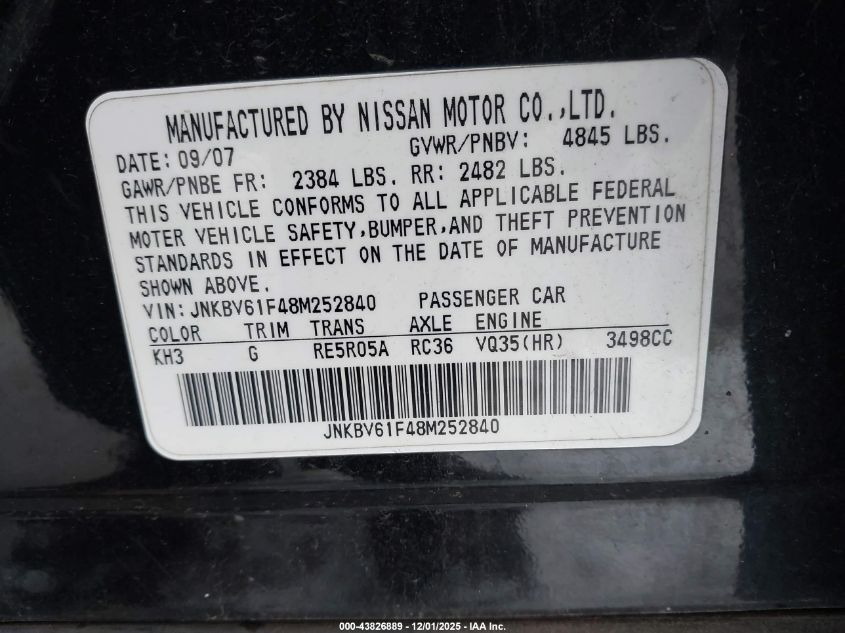 MANUFACTURED BY NISSAN MOTOR CO.,LTD.
DATE: 09/07 GVWR/PNBV: 4845 LBS.
GAWR/PNBE FR: 2384 LBS. RR: 2482 LBS.
THIS VEHICLE CONFORMS TO ALL APPLICABLE FEDERAL
MOTER VEHICLE SAFETY,BUMPER,AND THEFT PREVENTION
STANDARDS IN EFFECT ON THE DATE OF MANUFACTURE
SHOWN ABOVE.
VIN: JNKBV61F48M252840 PASSENGER CAR
COLOR TRIM TRANS AXLE ENGINE
KH3 G RE5R05A RC36 VQ35(HR) 3498CC
JNKBV61F48M252840
000-43826889 - 12/01/2025 - IAA Inc.